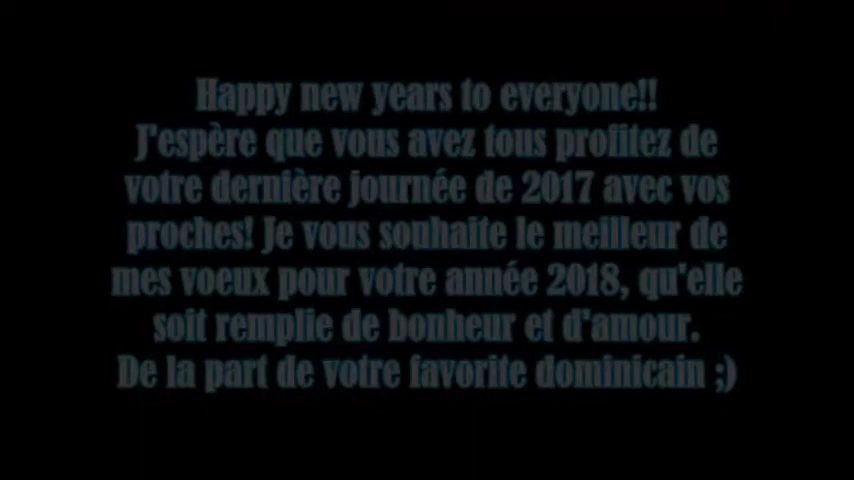 Happy new years to everyone!!
J'espère que vous avez tous profitez de
votre dernière journée de 2017 avec vos
proches! Je vous souhaite le meilleur de
mes voeux pour votre année 2018, qu'elle
soit remplie de bonheur et d'amour.
De la part de votre favorite dominicain ;)